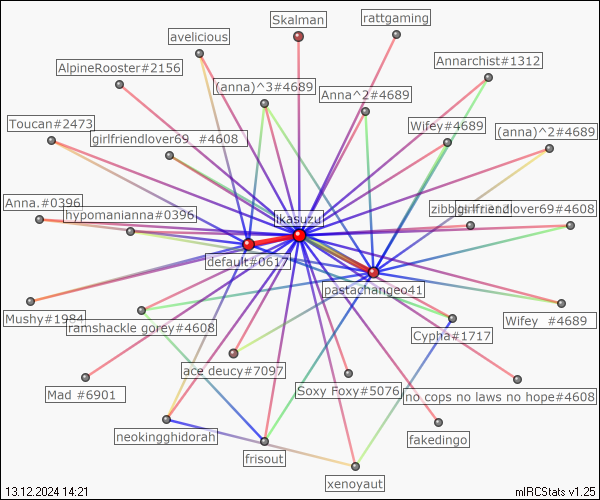 Skalman
rattgaming
avelicious
Annarchist#1312
AlpineRooster#2156
(anna)^3#4689
Anna^2#4689
Toucan#2473
girlfriendlover69 #4608
Wifey#4689
(anna)^2#4689
Anna.#0396
hypomanianna#0396
ikasuzu
girlfriendlover69#4608
default#0617
pastachangeo41
Mushy#1984
ramshackle gorey#4608
Cypha#1717
Wifey #4689
ace deucy#7097
Mad #6901
Soxy Foxy#5076
no cops no laws no hope#4608
neokingghidorah
fakedingo
frisout
xenoyaut
13.12.2024 14:21
mIRCStats v1.25